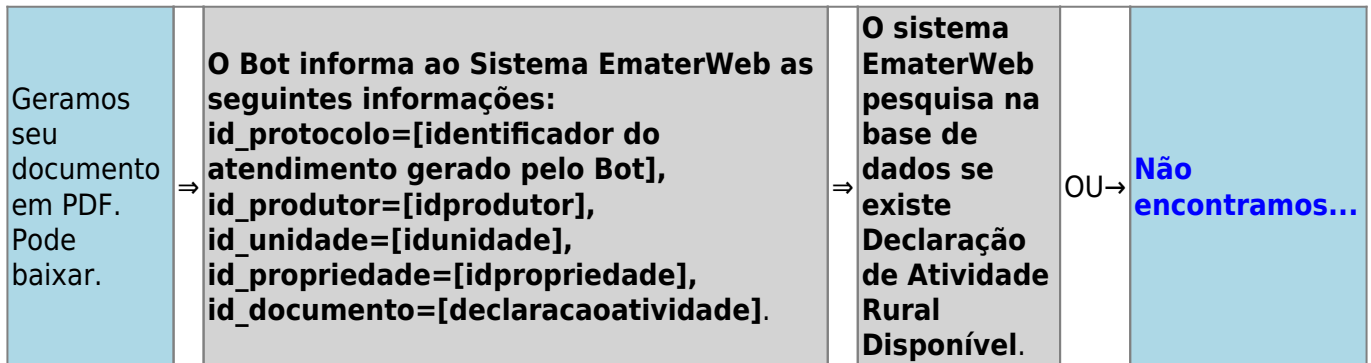 Geramos
seu
documento
em PDF.
Pode
baixar.
⇒
O Bot informa ao Sistema EmaterWeb as
seguintes informações:
id_protocolo=[identificador do
atendimento gerado pelo Bot],
id_produtor=[idprodutor],
id_unidade=[idunidade],
id_propriedade=[idpropriedade],
id_documento=[declaracaoatividade].
⇒
O sistema
EmaterWeb
pesquisa na
base de
dados se
existe
Declaração
de Atividade
Rural
Disponível.
OU→
Não
encontramos...